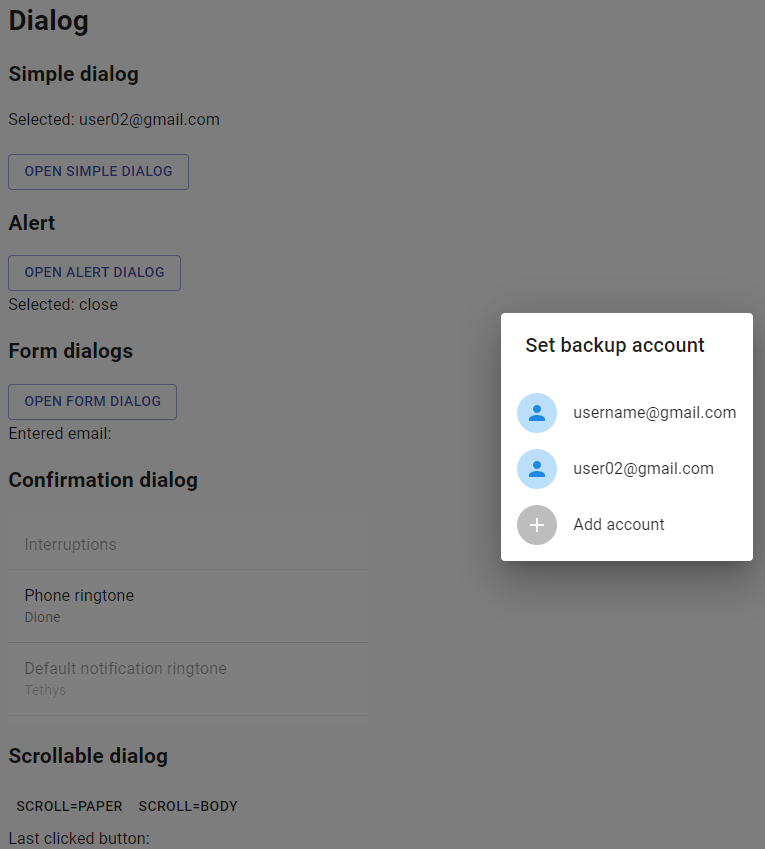 Dialog
Simple dialog
Selected: user02@gmail.com
OPEN SIMPLE DIALOG
Alert
OPEN ALERT DIALOG
Selected: close
Form dialogs
OPEN FORM DIALOG
Entered email:
Confirmation dialog
Interruptions
Phone ringtone
Dione
Default notification ringtone
Tethys
Scrollable dialog
SCROLL=PAPER SCROLL=BODY
Last clicked button:
Set backup account
username@gmail.com
user02@gmail.com
Add account